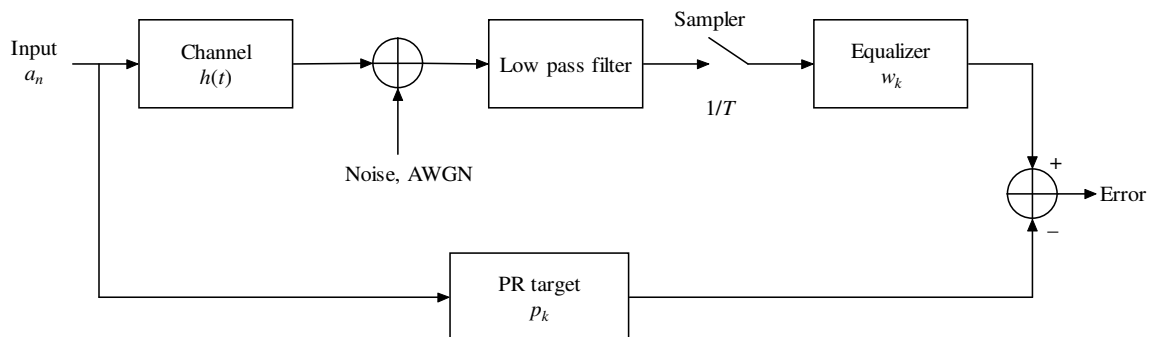 Input
a_n
Channel
h(t)
Noise, AWGN
Low pass filter
Sampler
1/T
Equalizer
w_k
+
Error
−
PR target
p_k